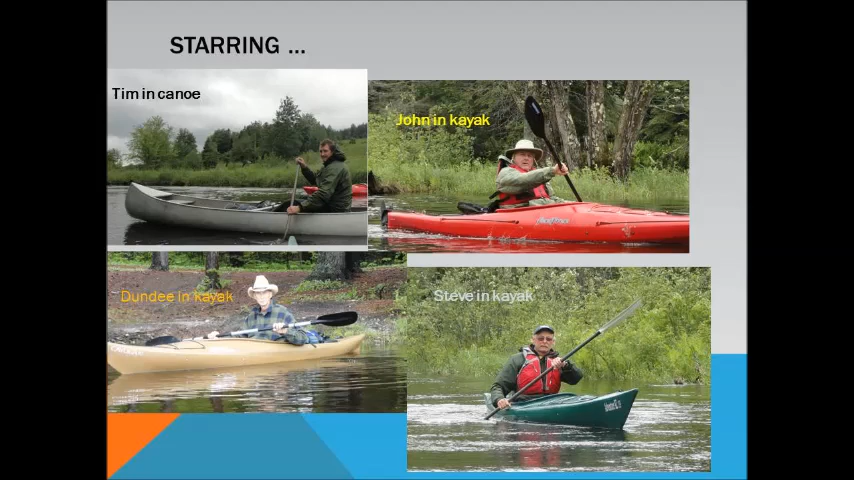 STARRING ...
Tim in canoe
John in kayak
Dundee in kayak
Steve in kayak